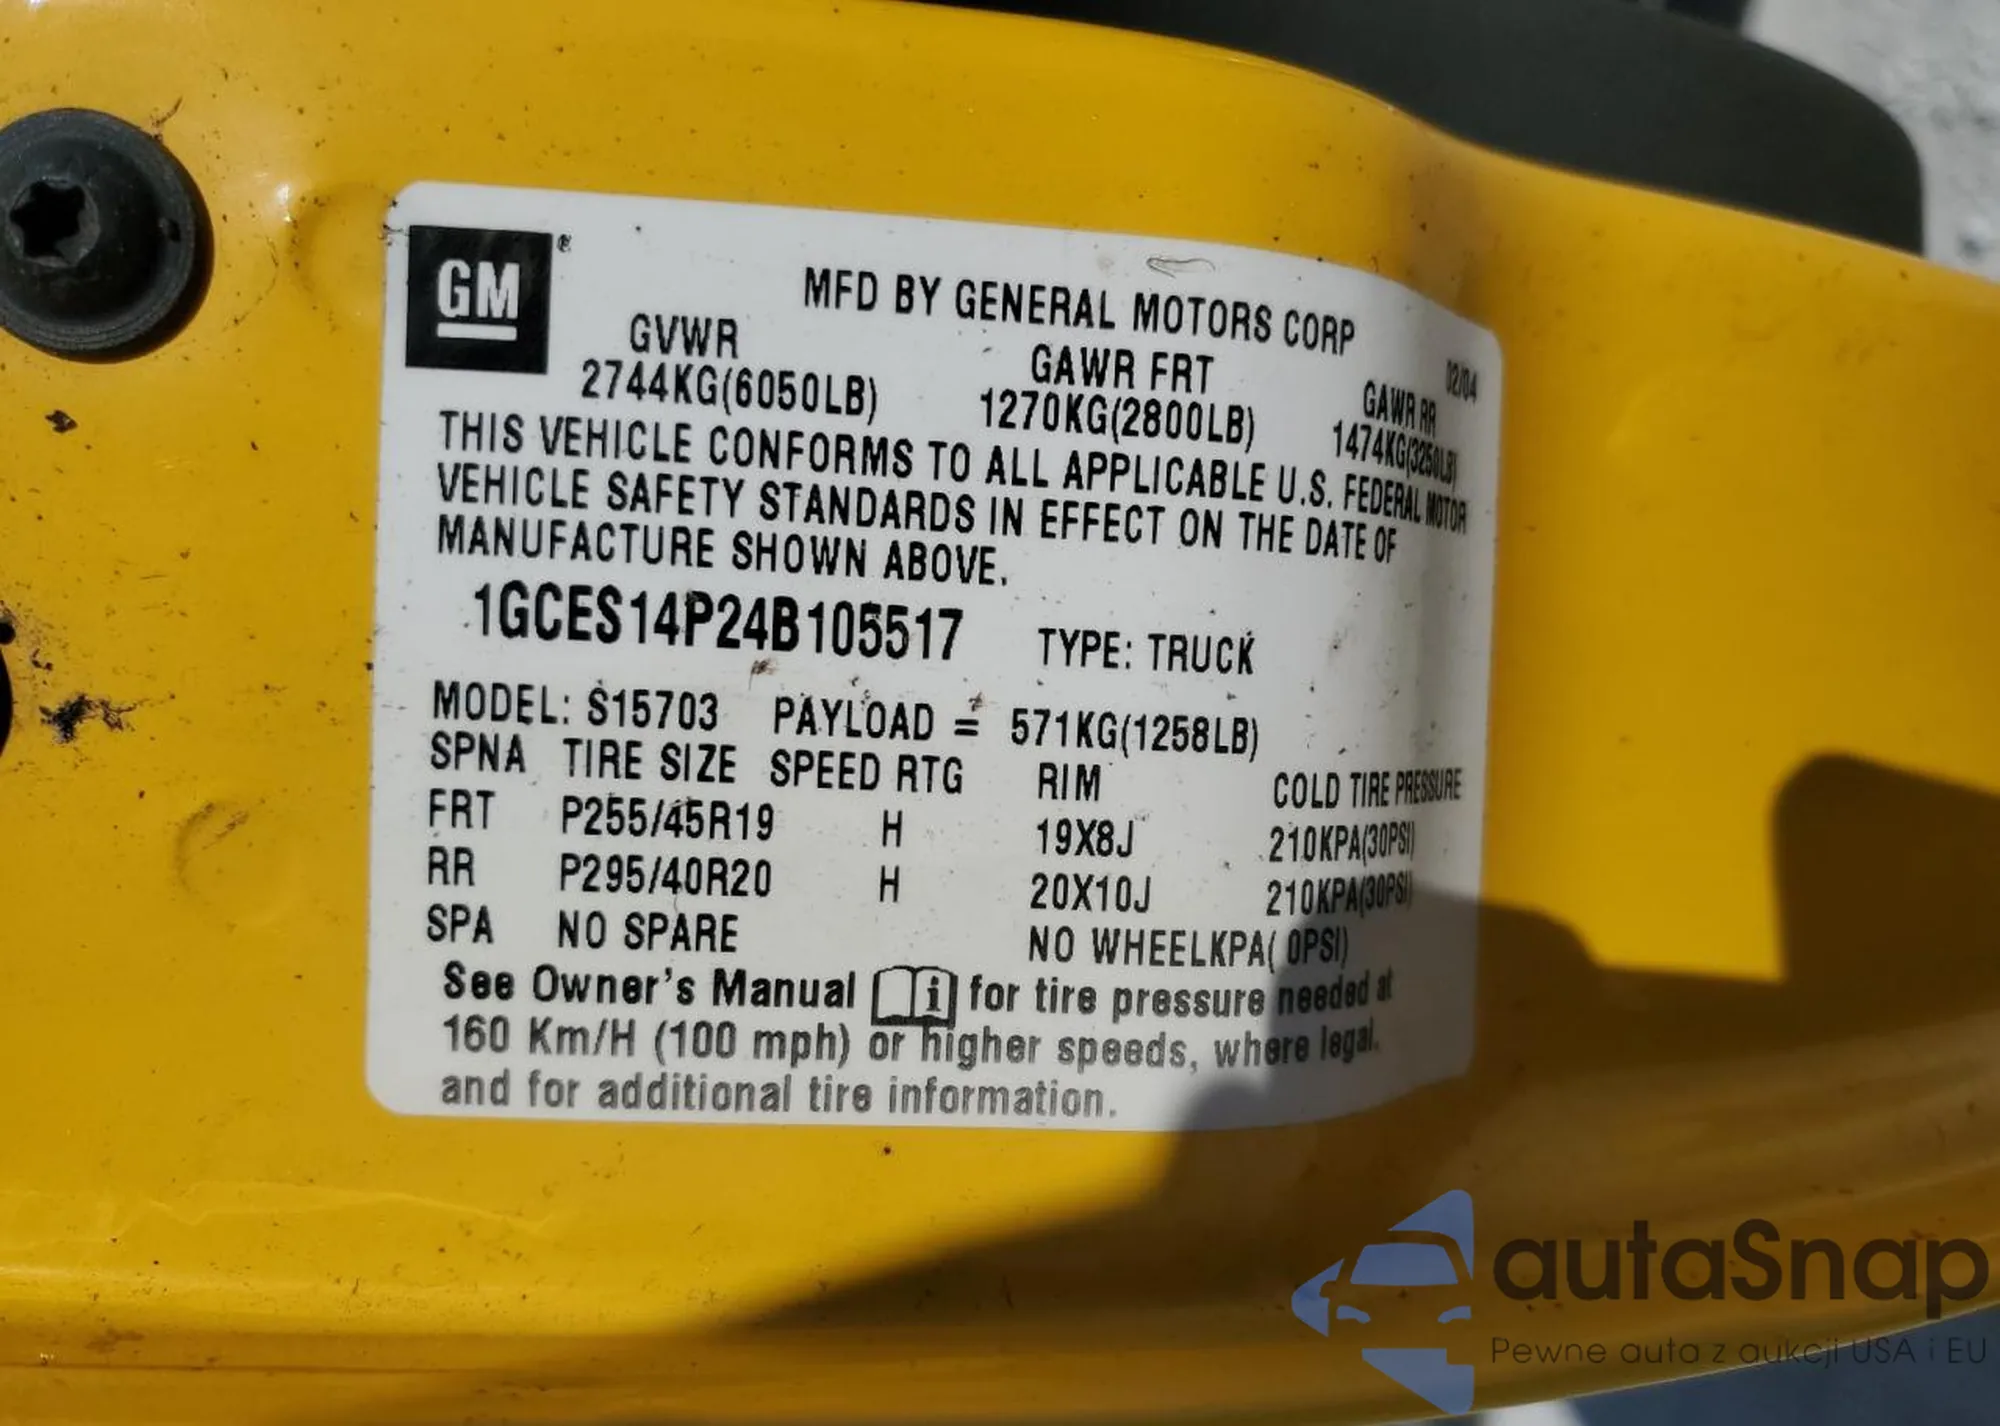 GM®
MFD BY GENERAL MOTORS CORP
02/04
GVWR GAWR FRT GAWR RR
2744KG(6050LB) 1270KG(2800LB) 1474KG(3250LB)
THIS VEHICLE CONFORMS TO ALL APPLICABLE U.S. FEDERAL MOTOR
VEHICLE SAFETY STANDARDS IN EFFECT ON THE DATE OF
MANUFACTURE SHOWN ABOVE.
1GCES14P24B105517 TYPE: TRUCK
MODEL: S15703 PAYLOAD = 571KG(1258LB)
SPNA TIRE SIZE SPEED RTG RIM COLD TIRE PRESSURE
FRT P255/45R19 H 19X8J 210KPA(30PSI)
RR P295/40R20 H 20X10J 210KPA(30PSI)
SPA NO SPARE NO WHEELKPA( 0PSI)
See Owner's Manual i for tire pressure needed at
160 Km/H (100 mph) or higher speeds, where legal.
and for additional tire information.
autaSnap
Pewne auta z aukcji USA i EU